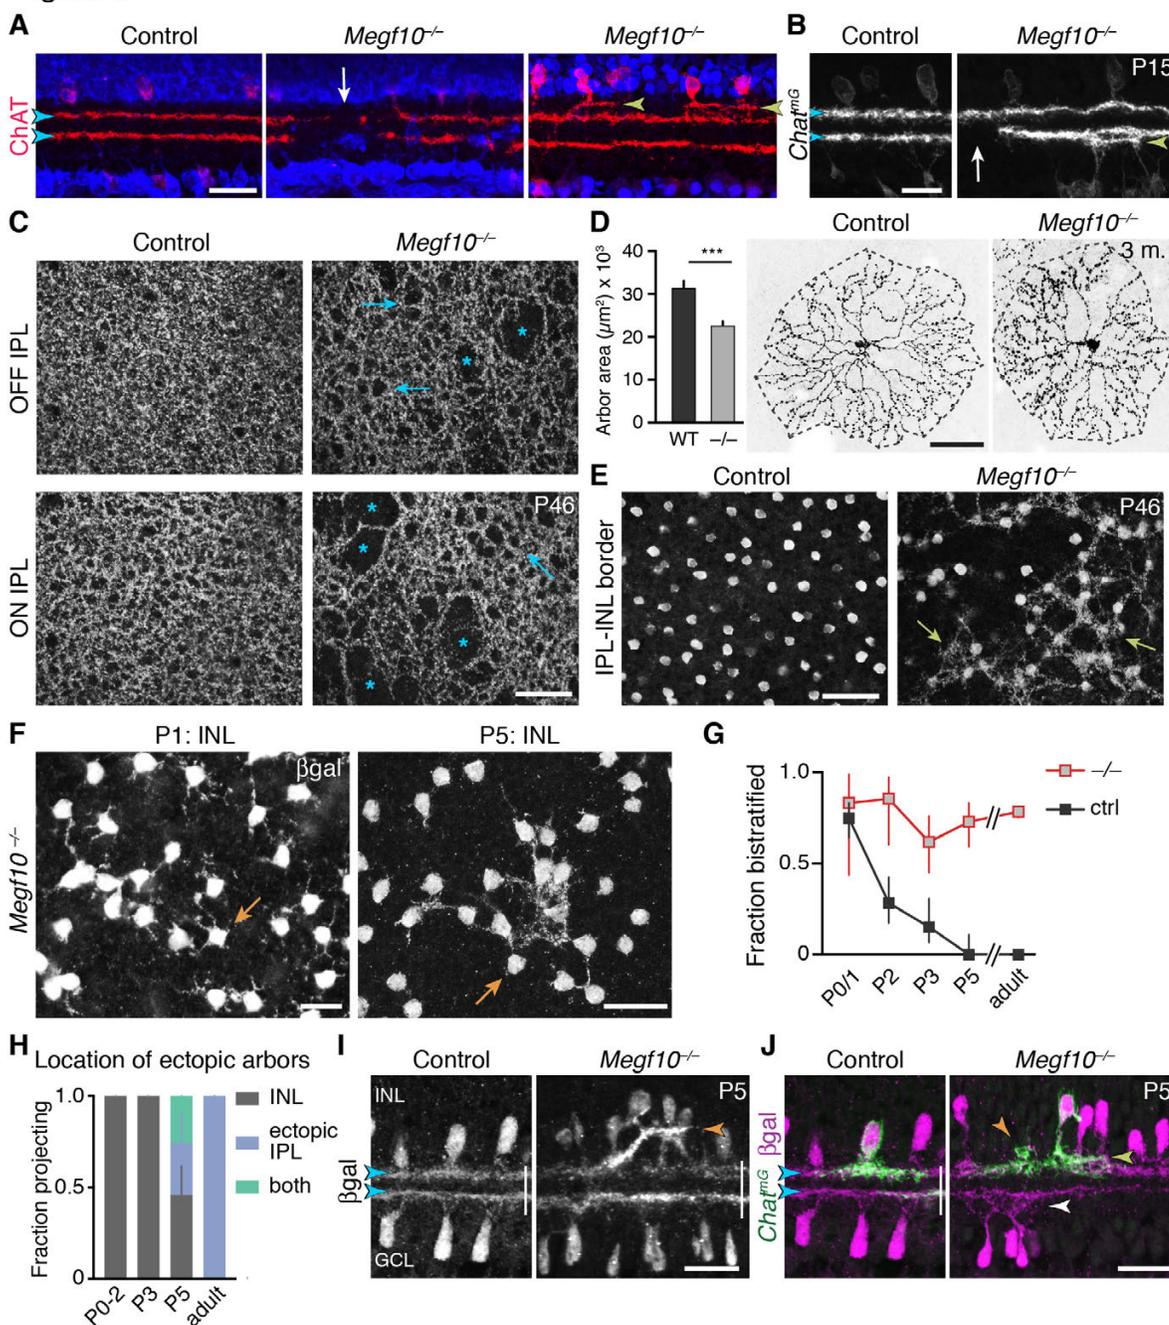 A
Control
Megf10–/–
Megf10–/–
ChAT
B
Control
Megf10–/–
P15
ChatmG
C
Control
Megf10–/–
OFF IPL
ON IPL
P46
D
Control
Megf10–/–
3 m.
Arbor area (µm2) x 103
40
30
20
10
0
***
WT –/–
E
Control
Megf10–/–
P46
IPL-INL border
F
P1: INL
P5: INL
βgal
Megf10 –/–
G
Fraction bistratified
1.0
0.5
0
P0/1
P2
P3
P5
adult
–/–
ctrl
H
Location of ectopic arbors
Fraction projecting
1.0
0.5
0
P0-2
P3
P5
adult
INL
ectopic
IPL
both
I
Control
Megf10–/–
P5
INL
GCL
βgal
J
Control
Megf10–/–
P5
ChatmG βgal